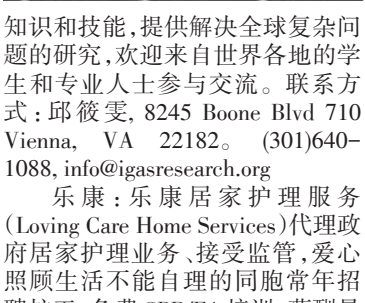 知识和技能,提供解决全球复杂问
题的研究,欢迎来自世界各地的学
生和专业人士参与交流。联系方
式:邱筱雯, 8245 Boone Blvd 710
Vienna, VA 22182。 (301)640-
1088, info@igasresearch.org
乐康:乐康居家护理服务
(Loving Care Home Services)代理政
府居家护理业务、接受监管,爱心
照顾生活不能自理的同胞常年招